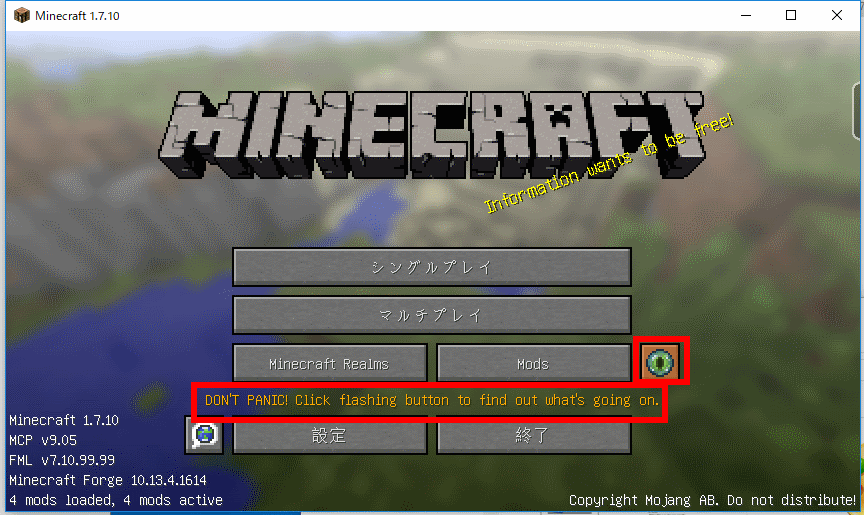 Minecraft 1.7.10
MINECRAFT
Information wants to be free!
シングルプレイ
マルチプレイ
Minecraft Realms
Mods
DON'T PANIC! Click flashing button to find out what's going on.
設定
終了
Minecraft 1.7.10
MCP v9.05
FML v7.10.99.99
Minecraft Forge 10.13.4.1614
4 mods loaded, 4 mods active
Copyright Mojang AB. Do not distribute!